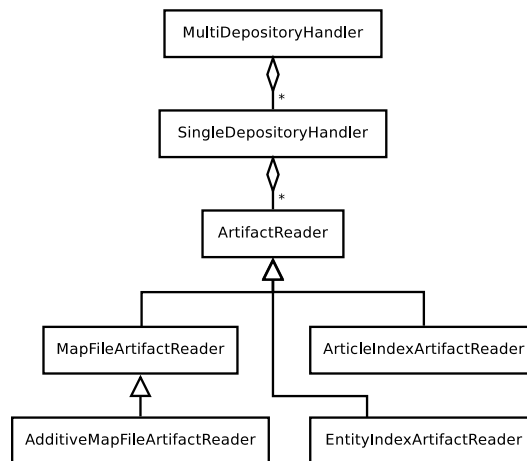 MultiDepositoryHandler
*
SingleDepositoryHandler
*
ArtifactReader
MapFileArtifactReader
ArticleIndexArtifactReader
AdditiveMapFileArtifactReader
EntityIndexArtifactReader